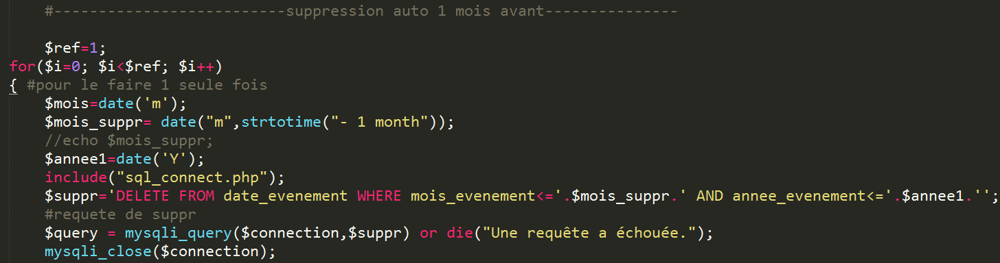 #--------------------------suppression auto 1 mois avant---------------
$ref=1;
for($i=0; $i<$ref; $i++)
{ #pour le faire 1 seule fois
$mois=date('m');
$mois_suppr= date("m",strtotime("- 1 month"));
//echo $mois_suppr;
$annee1=date('Y');
include("sql_connect.php");
$suppr='DELETE FROM date_evenement WHERE mois_evenement<='.$mois_suppr.' AND annee_evenement<='.$annee1.'';
#requete de suppr
$query = mysqli_query($connection,$suppr) or die("Une requête a échouée.");
mysqli_close($connection);